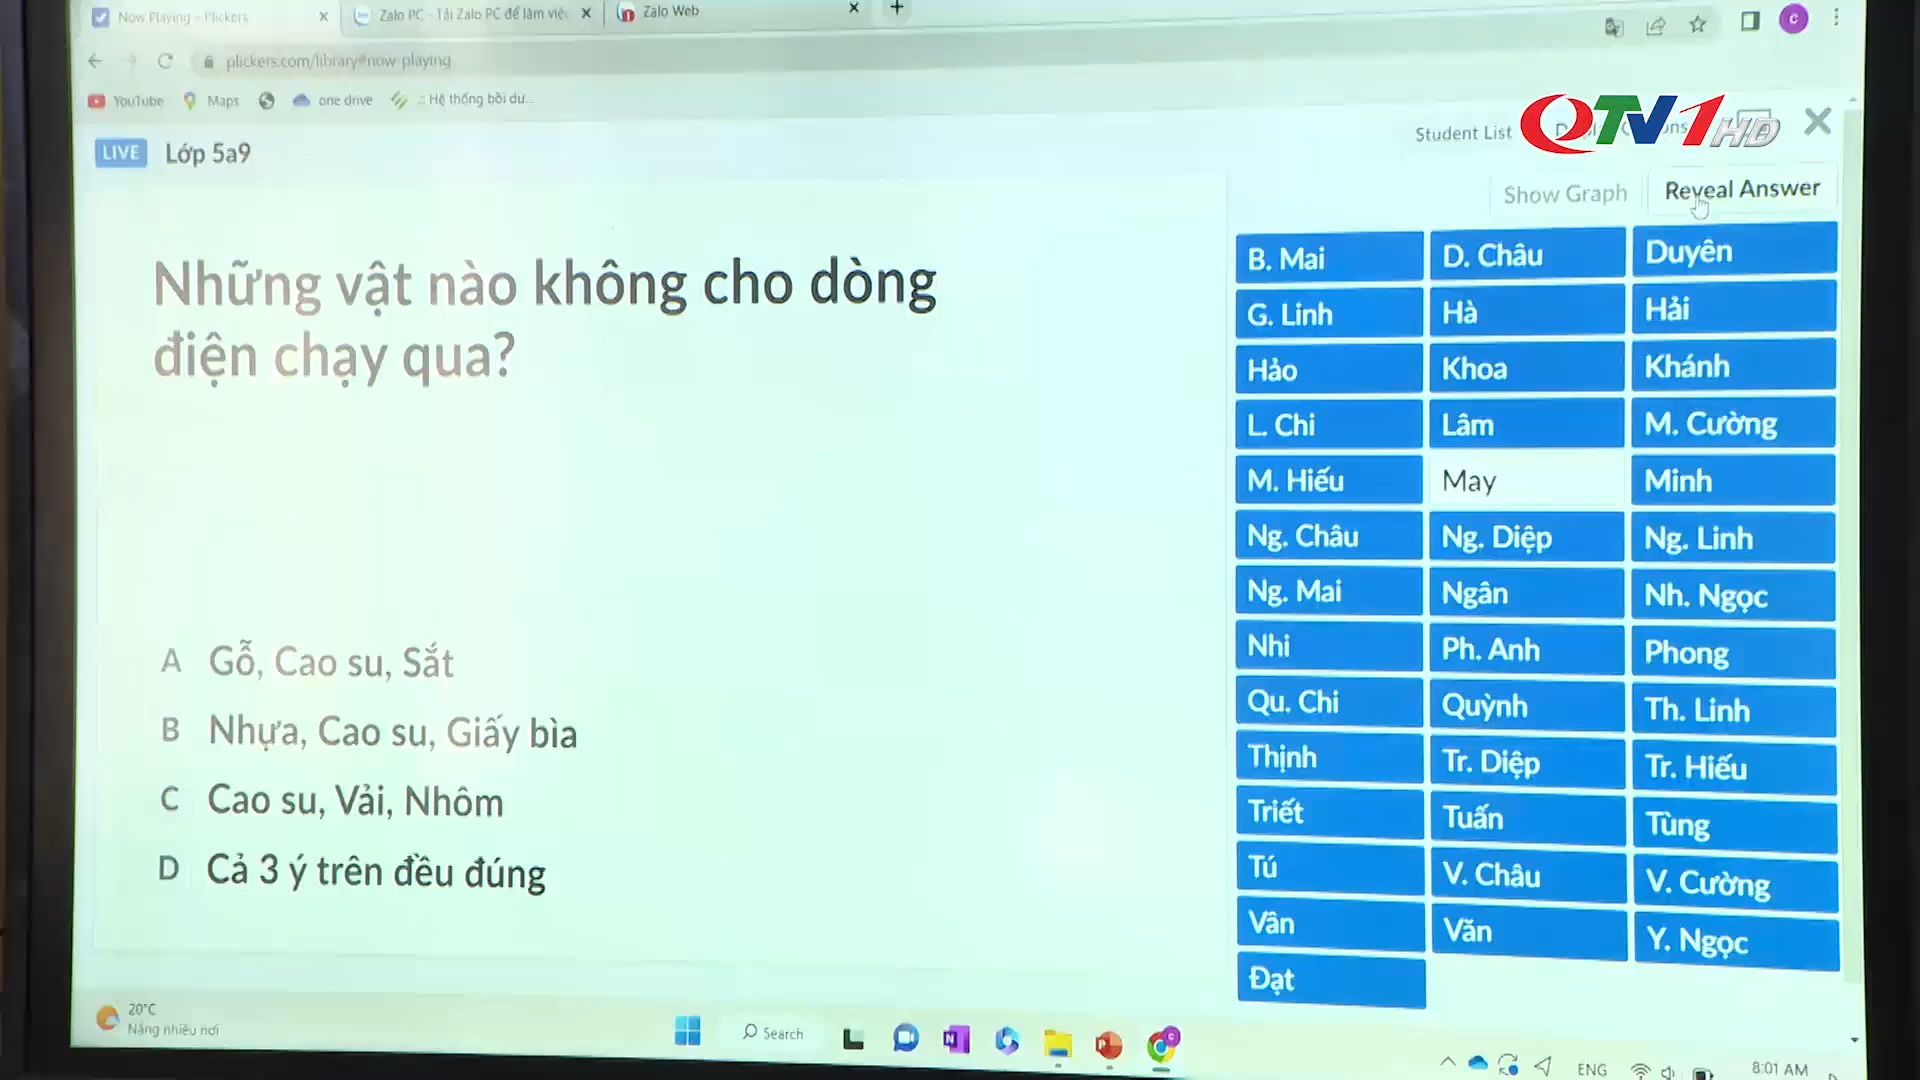 Now Playing - Plickers
Zalo PC - Tải Zalo PC để làm việc
Zalo Web
plickers.com/library#now-playing
YouTube
Maps
one drive
.:: Hệ thống bồi dư...
LIVE
Lớp 5a9
Student List
QTV1 HD
Show Graph
Reveal Answer
Những vật nào không cho dòng
điện chạy qua?
A Gỗ, Cao su, Sắt
B Nhựa, Cao su, Giấy bìa
C Cao su, Vải, Nhôm
D Cả 3 ý trên đều đúng
B. Mai D. Châu Duyên
G. Linh Hà Hải
Hảo Khoa Khánh
L. Chi Lâm M. Cường
M. Hiếu May Minh
Ng. Châu Ng. Diệp Ng. Linh
Ng. Mai Ngân Nh. Ngọc
Nhi Ph. Anh Phong
Qu. Chi Quỳnh Th. Linh
Thịnh Tr. Diệp Tr. Hiếu
Triết Tuấn Tùng
Tú V. Châu V. Cường
Vân Văn Y. Ngọc
Đạt
20°C
Nắng nhiều nơi
Search
ENG
8:01 AM